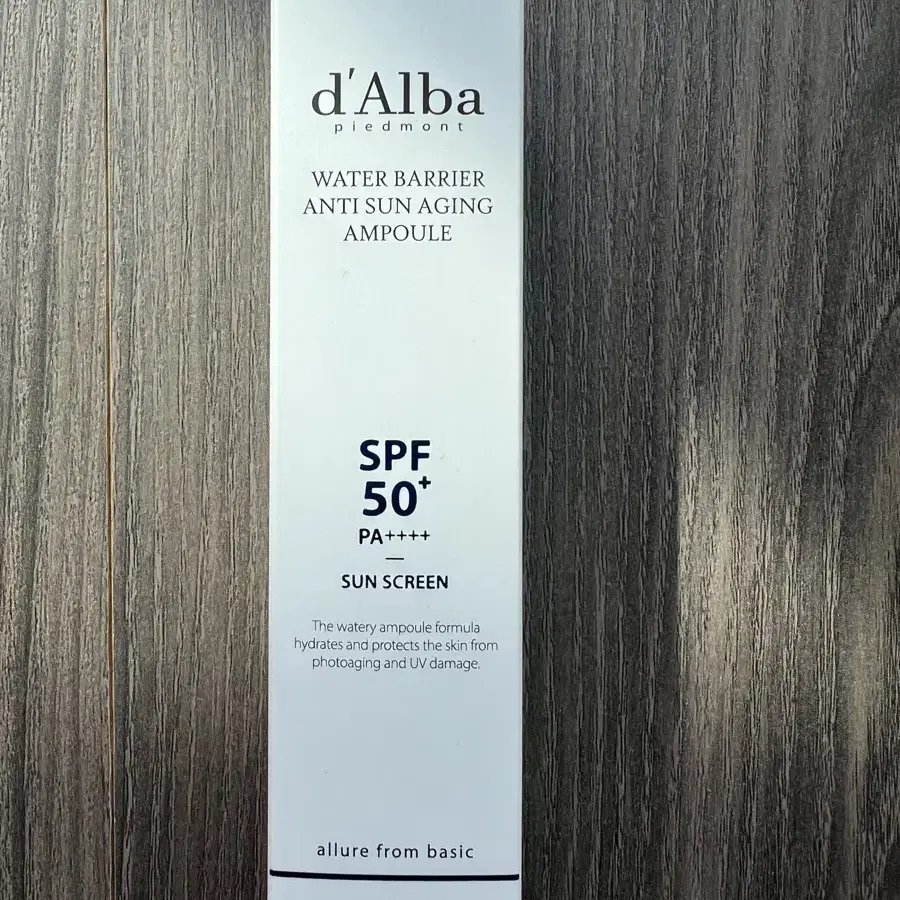 d'Alba
piedmont
WATER BARRIER
ANTI SUN AGING
AMPOULE
SPF
50+
PA++++
SUN SCREEN
The watery ampoule formula
hydrates and protects the skin from
photoaging and UV damage.
allure from basic